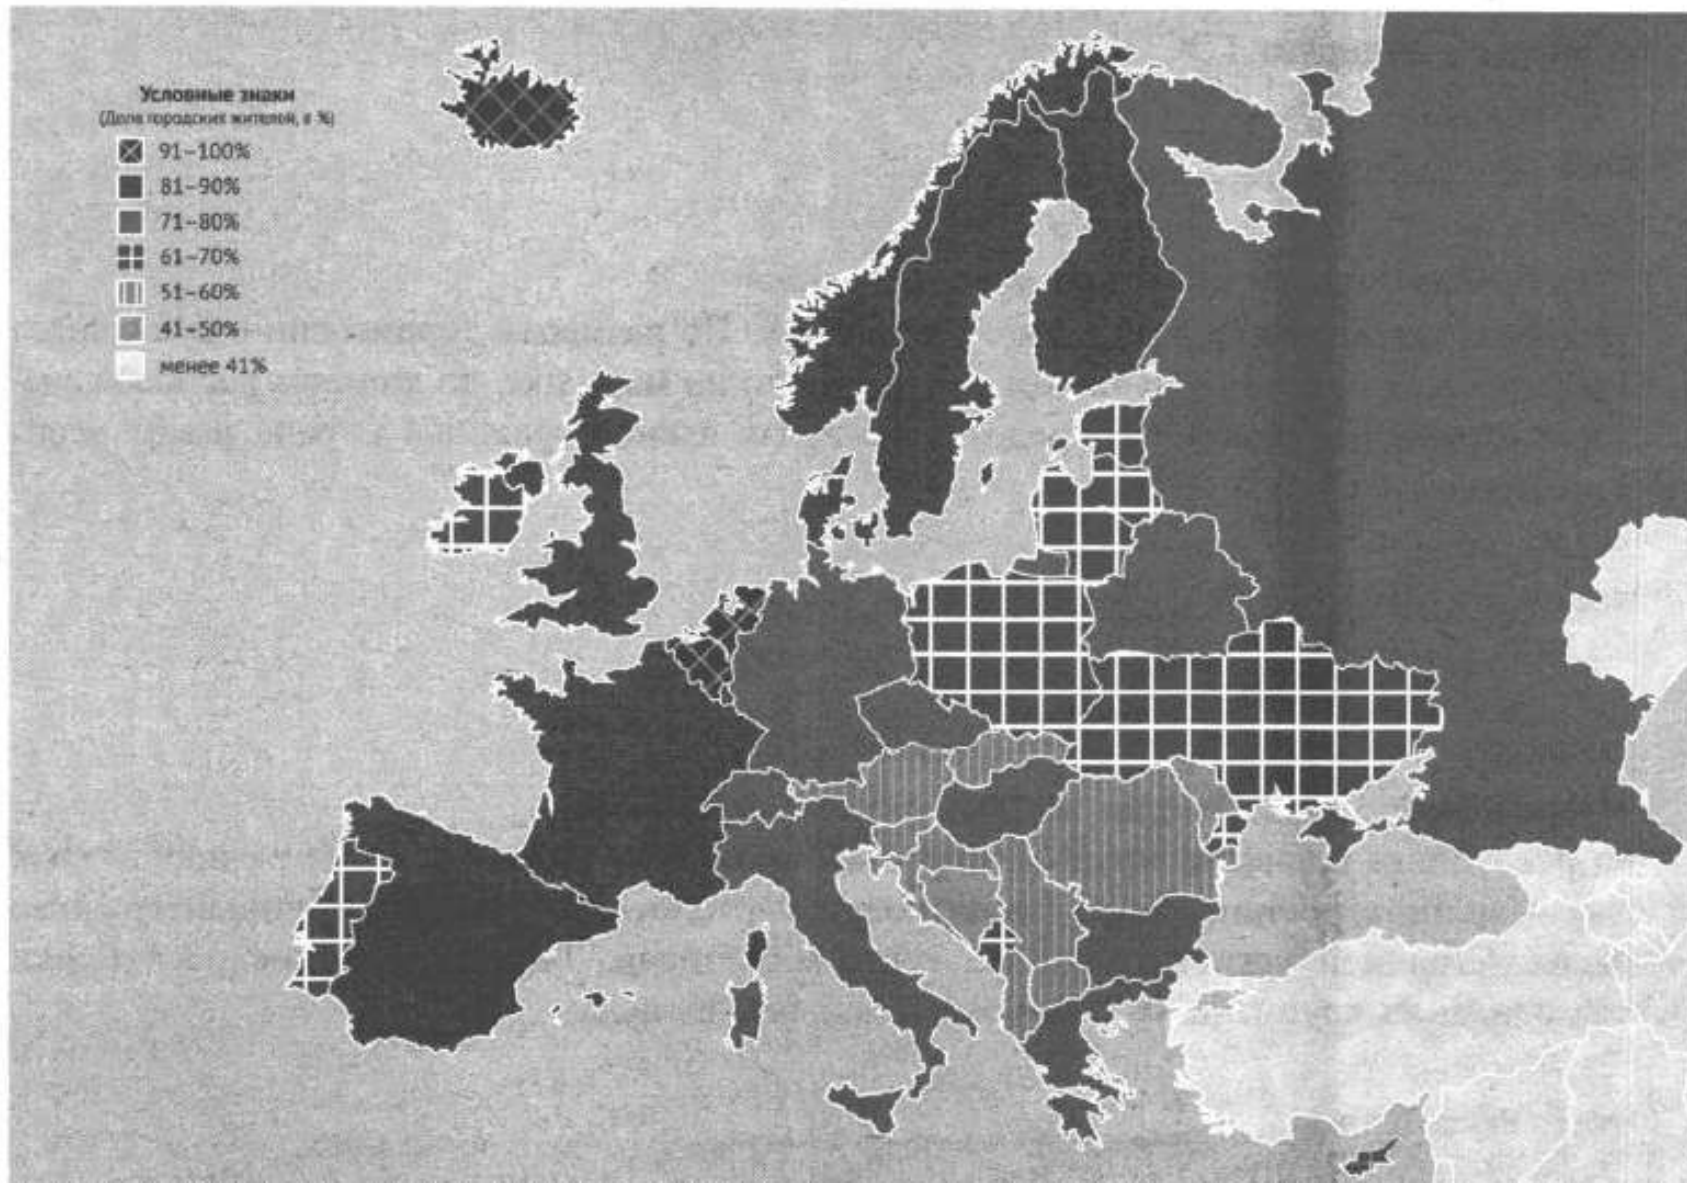 Условные знаки
(Доля городских жителей, в %)
91–100%
81–90%
71–80%
61–70%
51–60%
41–50%
менее 41%